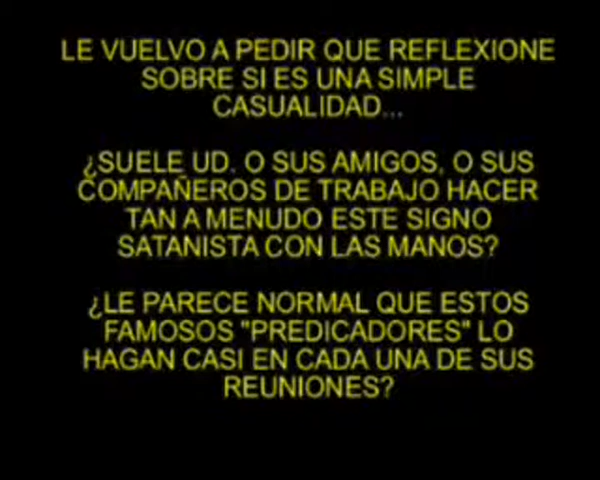 LE VUELVO A PEDIR QUE REFLEXIONE
SOBRE SI ES UNA SIMPLE
CASUALIDAD...
¿SUELE UD. O SUS AMIGOS, O SUS
COMPAÑEROS DE TRABAJO HACER
TAN A MENUDO ESTE SIGNO
SATANISTA CON LAS MANOS?
¿LE PARECE NORMAL QUE ESTOS
FAMOSOS "PREDICADORES" LO
HAGAN CASI EN CADA UNA DE SUS
REUNIONES?